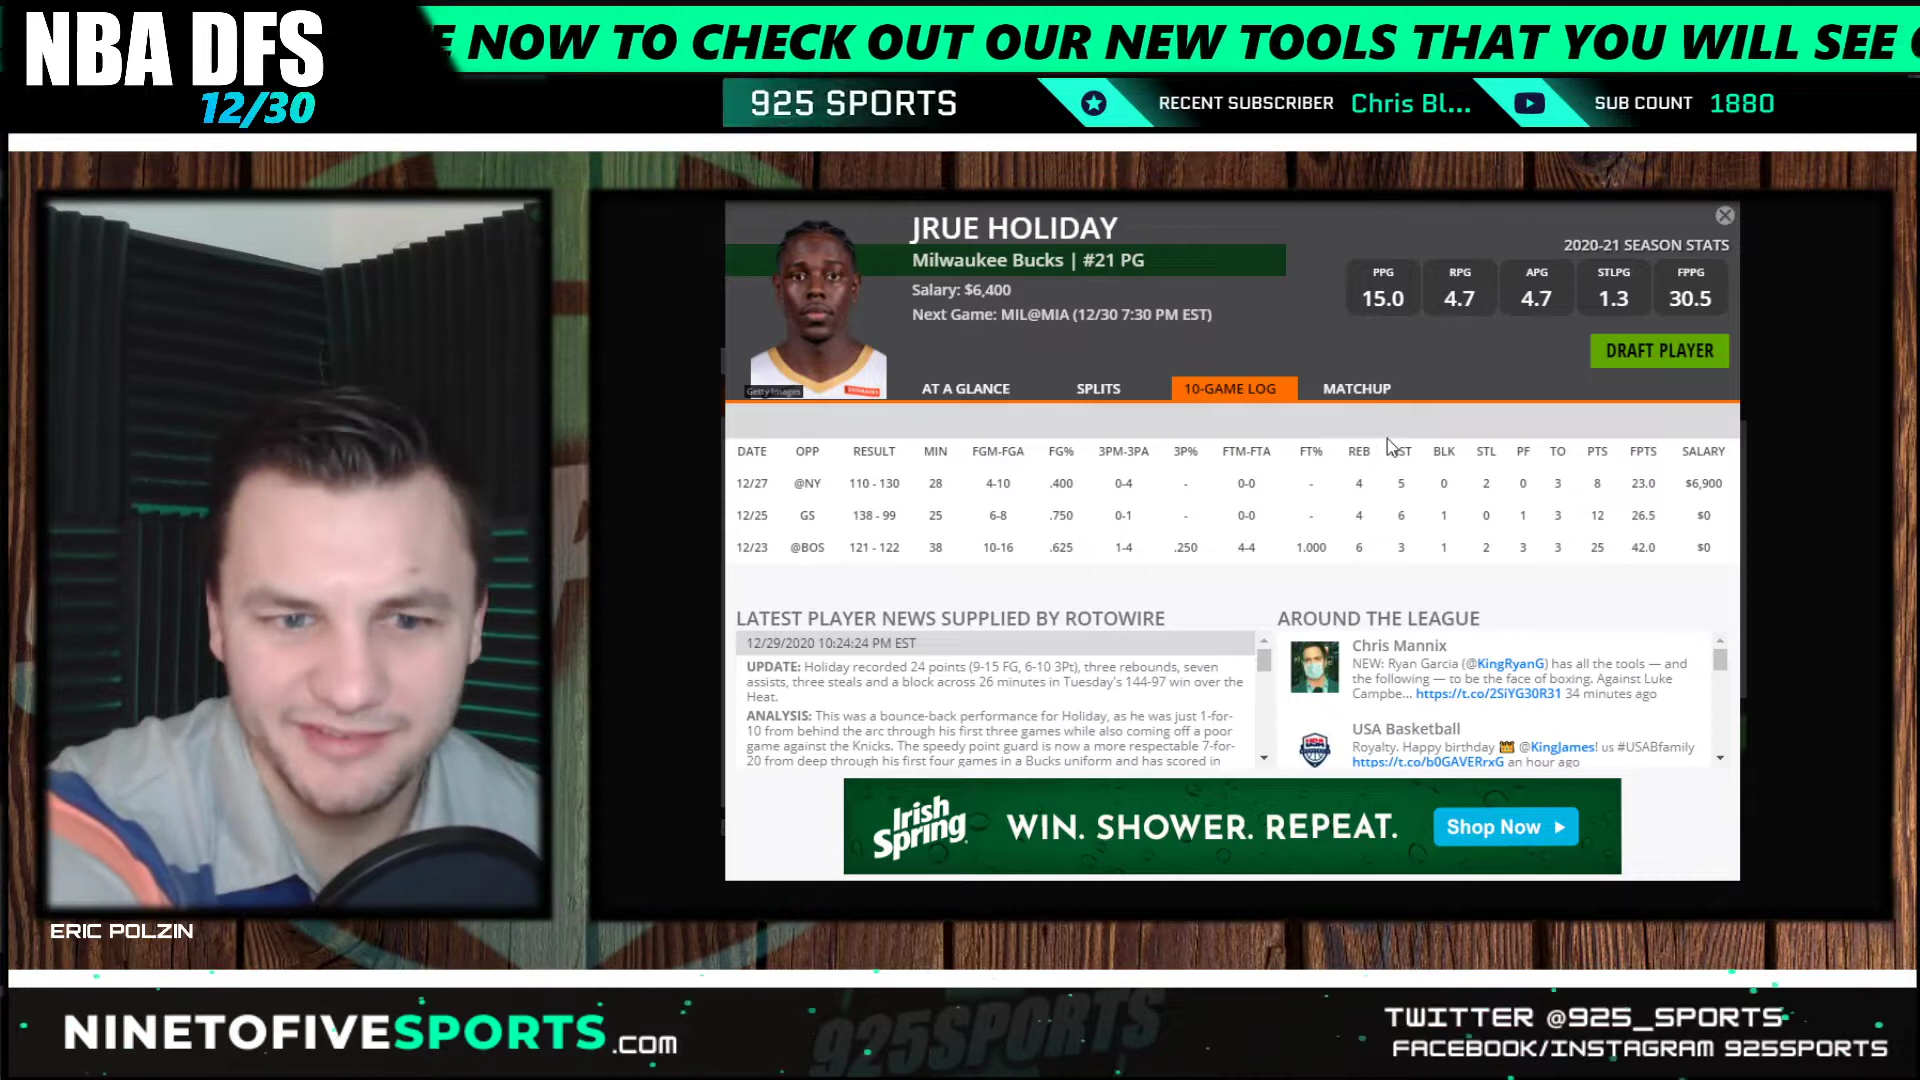 NBA DFS
12/30
E NOW TO CHECK OUT OUR NEW TOOLS THAT YOU WILL SEE
925 SPORTS
RECENT SUBSCRIBER Chris Bl...
SUB COUNT 1880
JRUE HOLIDAY
Milwaukee Bucks | #21 PG
Salary: $6,400
Next Game: MIL@MIA (12/30 7:30 PM EST)
2020-21 SEASON STATS
PPG RPG APG STLPG FPPG
15.0 4.7 4.7 1.3 30.5
DRAFT PLAYER
Getty Images
AT A GLANCE SPLITS 10-GAME LOG MATCHUP
DATE OPP RESULT MIN FGM-FGA FG% 3PM-3PA 3P% FTM-FTA FT% REB AST BLK STL PF TO PTS FPTS SALARY
12/27 @NY 110 - 130 28 4-10 .400 0-4 - 0-0 - 4 5 0 2 0 3 8 23.0 $6,900
12/25 GS 138 - 99 25 6-8 .750 0-1 - 0-0 - 4 6 1 0 1 3 12 26.5 $0
12/23 @BOS 121 - 122 38 10-16 .625 1-4 .250 4-4 1.000 6 3 1 2 3 3 25 42.0 $0
LATEST PLAYER NEWS SUPPLIED BY ROTOWIRE
12/29/2020 10:24:24 PM EST
UPDATE: Holiday recorded 24 points (9-15 FG, 6-10 3Pt), three rebounds, seven
assists, three steals and a block across 26 minutes in Tuesday's 144-97 win over the
Heat.
ANALYSIS: This was a bounce-back performance for Holiday, as he was just 1-for-
10 from behind the arc through his first three games while also coming off a poor
game against the Knicks. The speedy point guard is now a more respectable 7-for-
20 from deep through his first four games in a Bucks uniform and has scored in
AROUND THE LEAGUE
Chris Mannix
NEW: Ryan Garcia (@KingRyanG) has all the tools — and
the following — to be the face of boxing. Against Luke
Campbe... https://t.co/2SiYG30R31 34 minutes ago
USA Basketball
Royalty. Happy birthday 👑 @KingJames! us #USABfamily
https://t.co/b0GAVERrxG an hour ago
Irish
Spring
WIN. SHOWER. REPEAT.
Shop Now
ERIC POLZIN
NINETOFIVESPORTS.com
925SPORTS
TWITTER @925_SPORTS
FACEBOOK/INSTAGRAM 925SPORTS